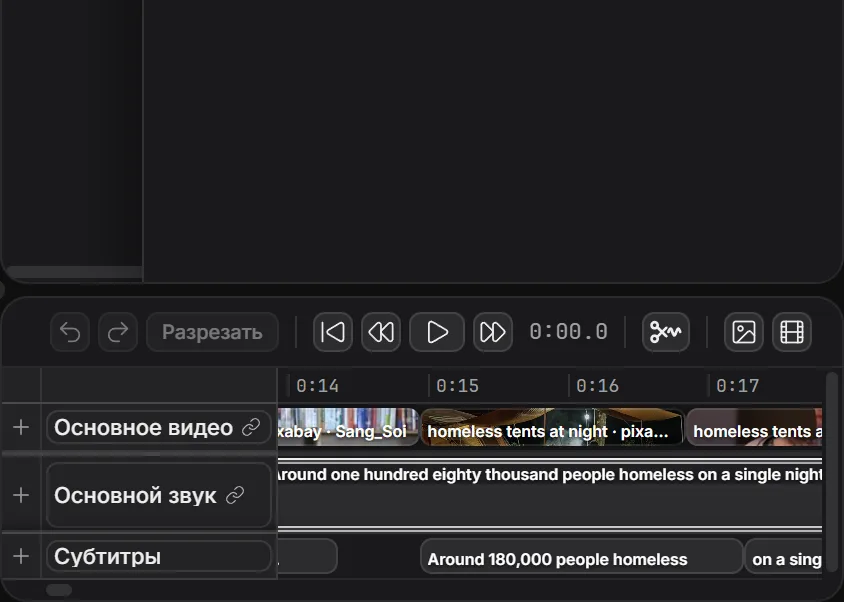 Разрезать
0:00.0
0:14 0:15 0:16 0:17
Основное видео
xabay · Sang_Soi
homeless tents at night · pixa...
homeless tents a
Основной звук
Around one hundred eighty thousand people homeless on a single night
Субтитры
.
Around 180,000 people homeless
on a sing